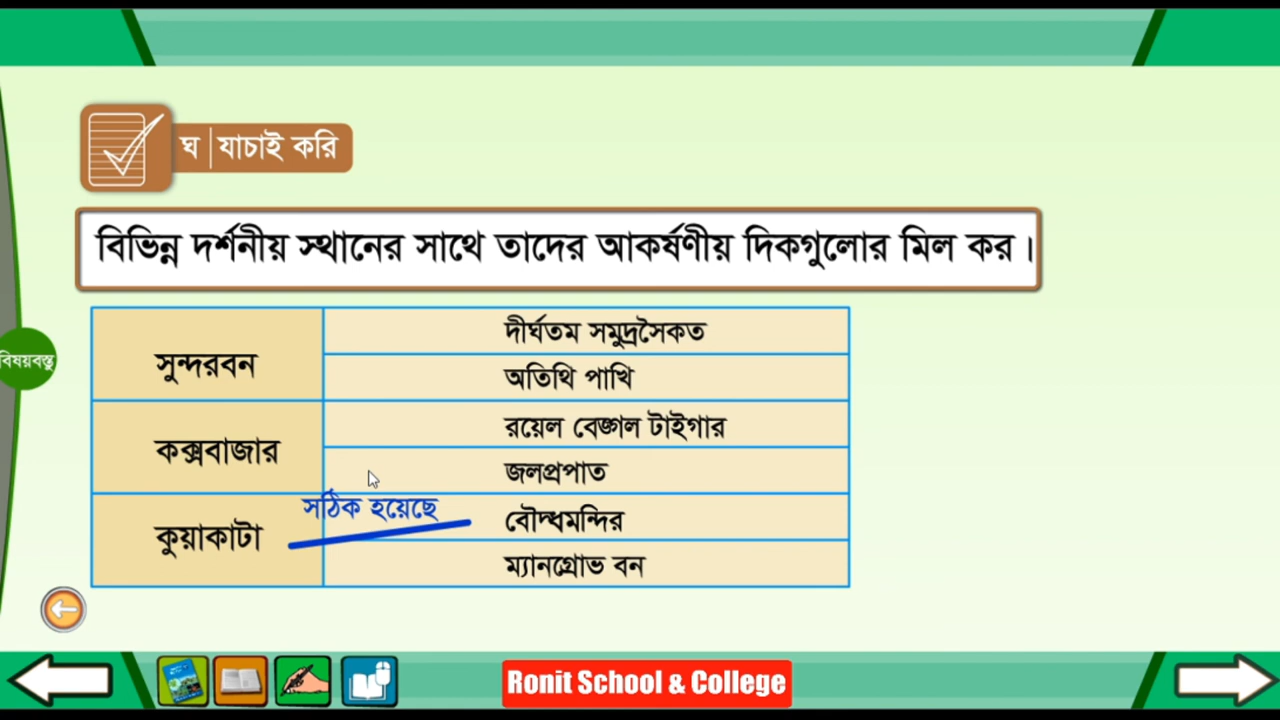 ঘ যাচাই করি
বিভিন্ন দর্শনীয় স্থানের সাথে তাদের আকর্ষণীয় দিকগুলোর মিল কর।
বিষয়বস্তু
সুন্দরবন
দীর্ঘতম সমুদ্রসৈকত
অতিথি পাখি
কক্সবাজার
রয়েল বেঙ্গল টাইগার
জলপ্রপাত
কুয়াকাটা
সঠিক হয়েছে
বৌদ্ধমন্দির
ম্যানগ্রোভ বন
Ronit School & College